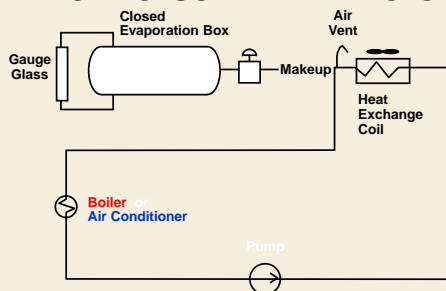 Closed
Evaporation Box
Air
Vent
Gauge
Glass
Makeup
Heat
Exchange
Coil
Boiler or
Air Conditioner
Pump